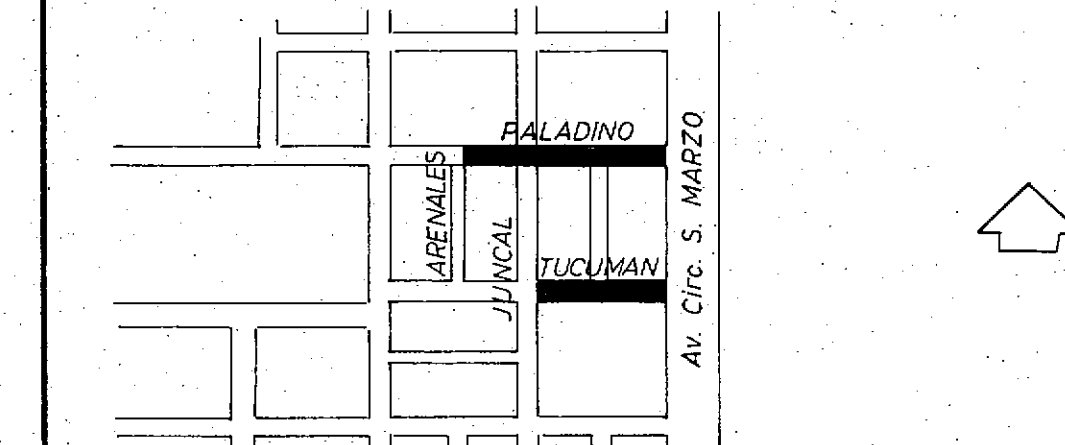 PALADINO
ARENALES
JUNCAL
TUCUMAN
Av. Circ. S. MARZO